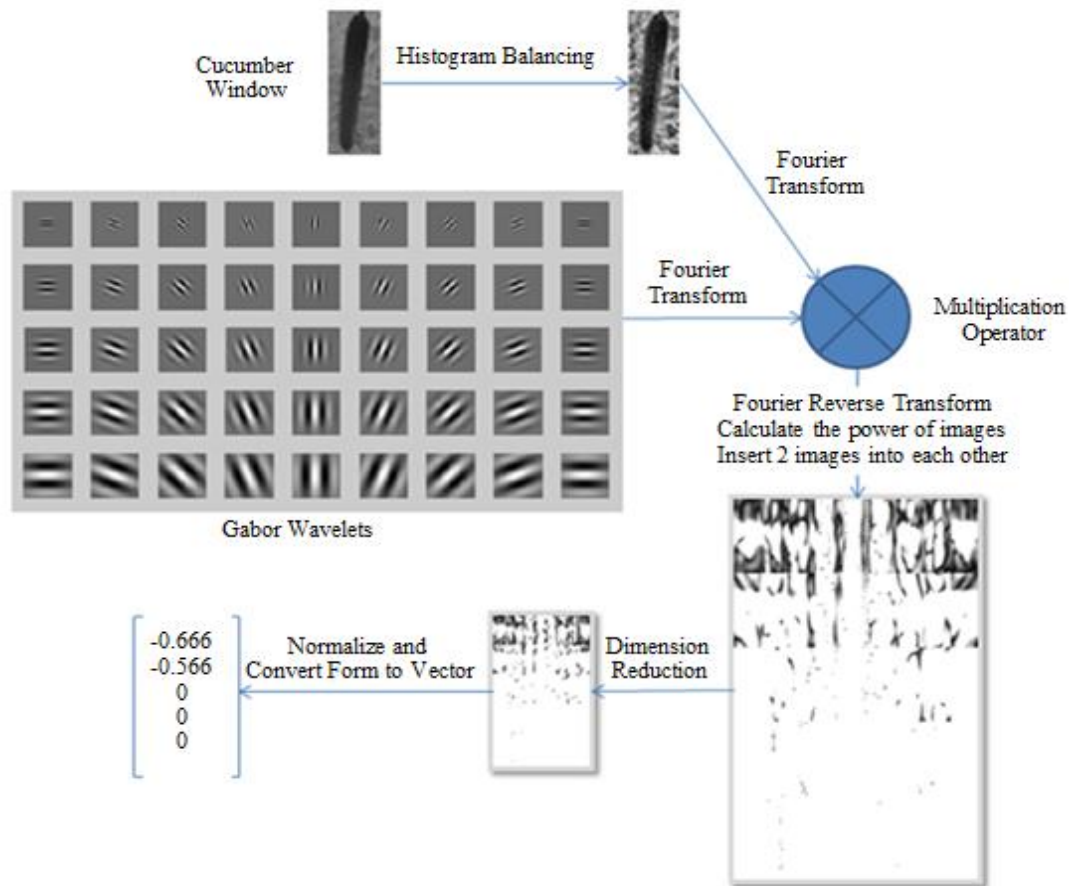 Cucumber
Window
Histogram Balancing
Fourier
Transform
Fourier
Transform
Multiplication
Operator
Gabor Wavelets
Fourier Reverse Transform
Calculate the power of images
Insert 2 images into each other
Dimension
Reduction
Normalize and
Convert Form to Vector
-0.666
-0.566
0
0
0